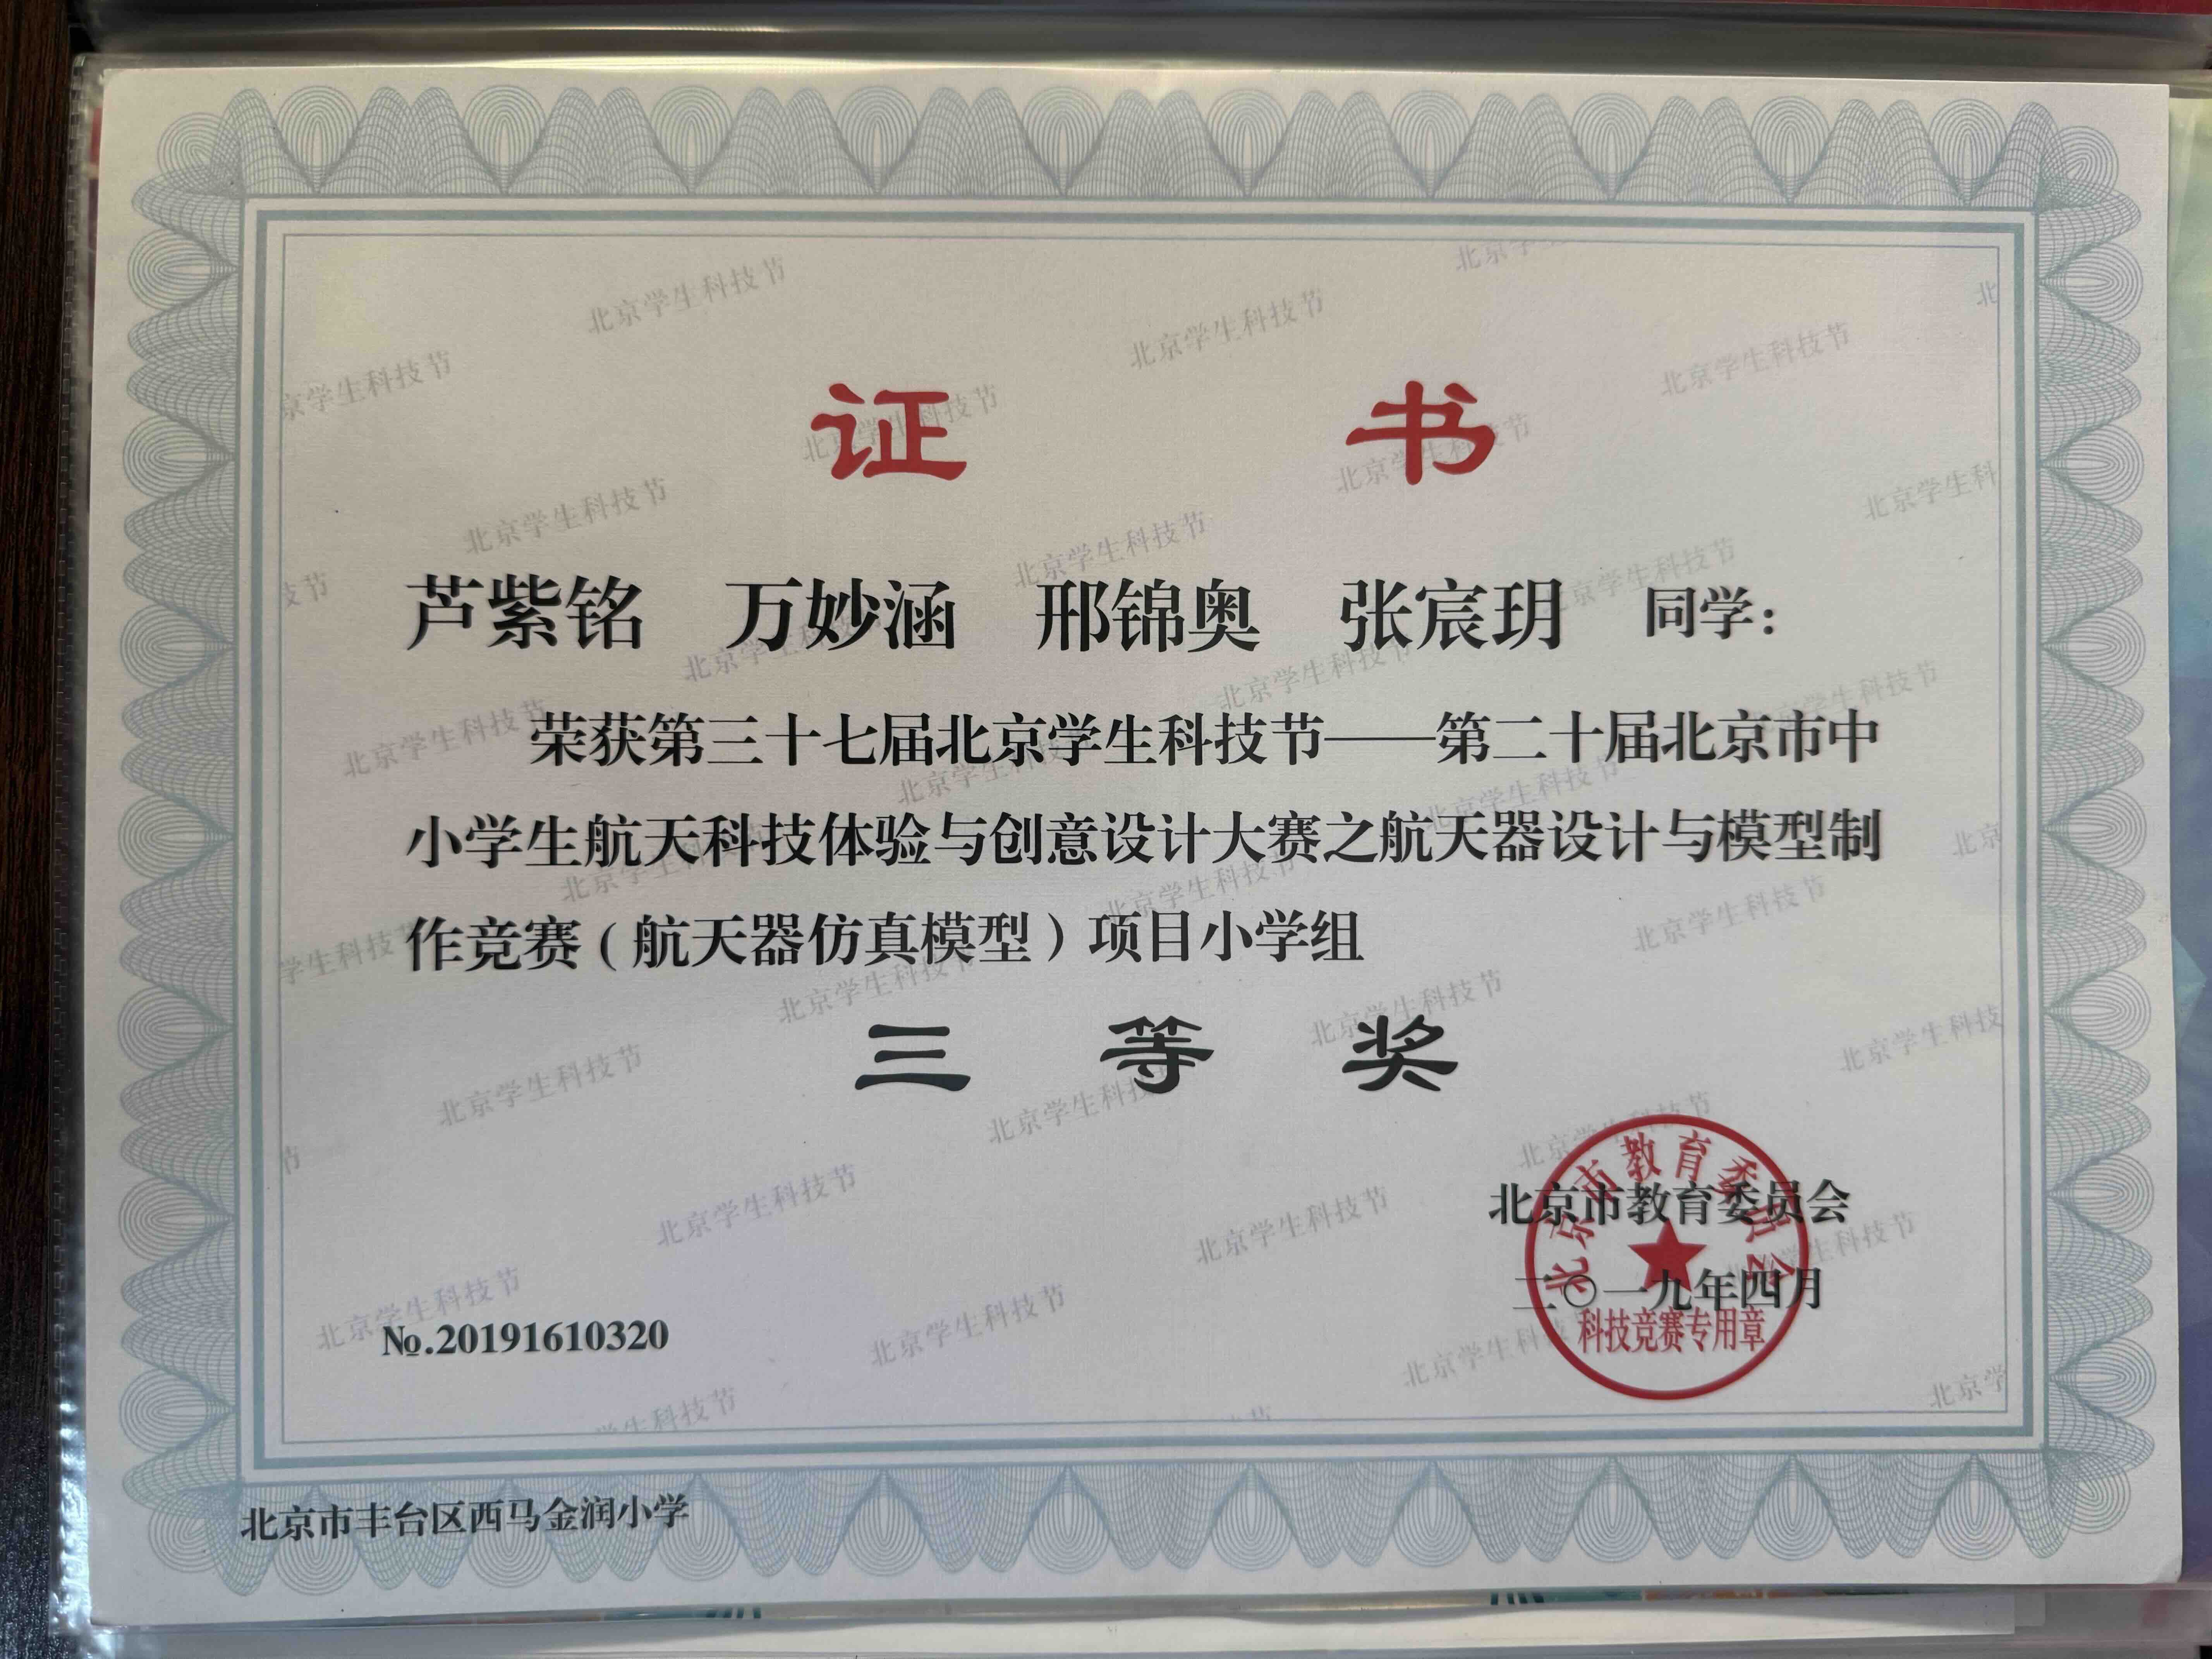 证 书
芦紫铭 万妙涵 邢锦奥 张宸玥 同学：
荣获第三十七届北京学生科技节——第二十届北京市中
小学生航天科技体验与创意设计大赛之航天器设计与模型制
作竞赛（航天器仿真模型）项目小学组
三 等 奖
北京市教育委员会
二〇一九年四月
北京市教育委员会
科技竞赛专用章
№.20191610320
北京市丰台区西马金润小学
北京学生科技节